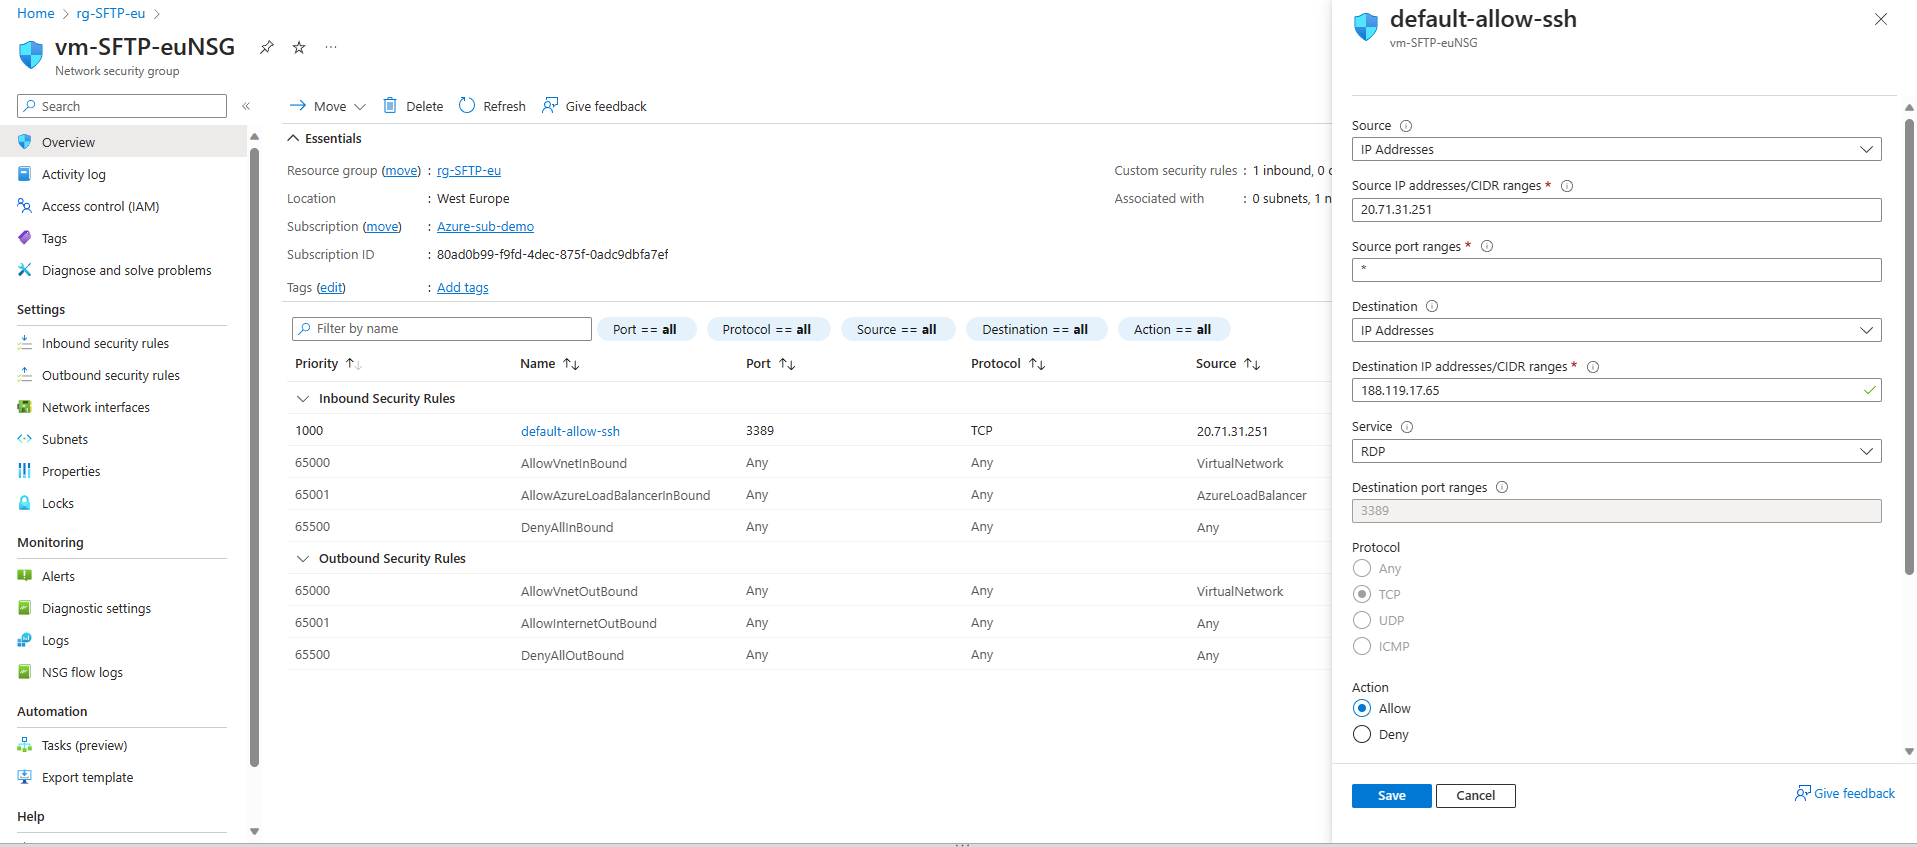 Home > rg-SFTP-eu >
vm-SFTP-euNSG
Network security group
Search
Overview
Activity log
Access control (IAM)
Tags
Diagnose and solve problems
Settings
Inbound security rules
Outbound security rules
Network interfaces
Subnets
Properties
Locks
Monitoring
Alerts
Diagnostic settings
Logs
NSG flow logs
Automation
Tasks (preview)
Export template
Help
Move Delete Refresh Give feedback
Essentials
Resource group (move) : rg-SFTP-eu
Location : West Europe
Subscription (move) : Azure-sub-demo
Subscription ID : 80ad0b99-f9fd-4dec-875f-0adc9dbfa7ef
Tags (edit) : Add tags
Custom security rules : 1 inbound, 0
Associated with : 0 subnets, 1
Filter by name Port == all Protocol == all Source == all Destination == all Action == all
Priority Name Port Protocol Source
Inbound Security Rules
1000 default-allow-ssh 3389 TCP 20.71.31.251
65000 AllowVnetInBound Any Any VirtualNetwork
65001 AllowAzureLoadBalancerInBound Any Any AzureLoadBalancer
65500 DenyAllInBound Any Any Any
Outbound Security Rules
65000 AllowVnetOutBound Any Any VirtualNetwork
65001 AllowInternetOutBound Any Any Any
65500 DenyAllOutBound Any Any Any
default-allow-ssh
vm-SFTP-euNSG
Source
IP Addresses
Source IP addresses/CIDR ranges *
20.71.31.251
Source port ranges *
*
Destination
IP Addresses
Destination IP addresses/CIDR ranges *
188.119.17.65
Service
RDP
Destination port ranges
3389
Protocol
Any
TCP
UDP
ICMP
Action
Allow
Deny
Save Cancel Give feedback